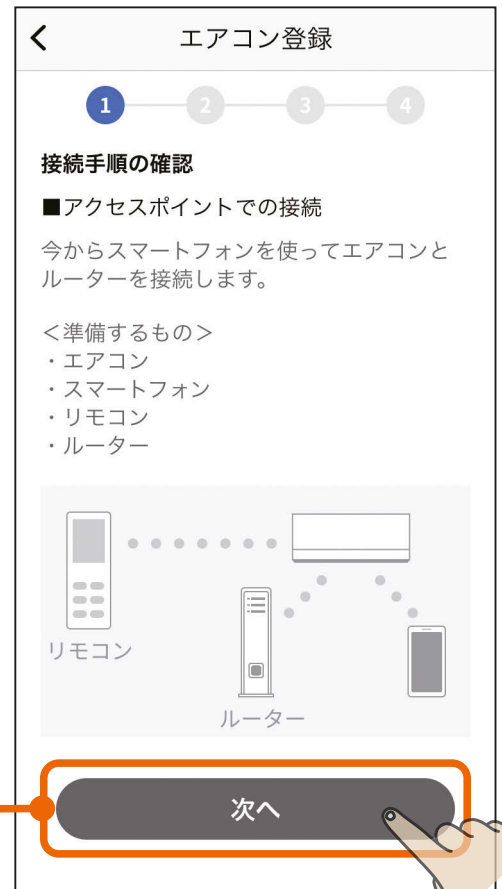 エアコン登録
1 2 3 4
接続手順の確認
■アクセスポイントでの接続
今からスマートフォンを使ってエアコンと
ルーターを接続します。
＜準備するもの＞
・エアコン
・スマートフォン
・リモコン
・ルーター
リモコン
ルーター
次へ